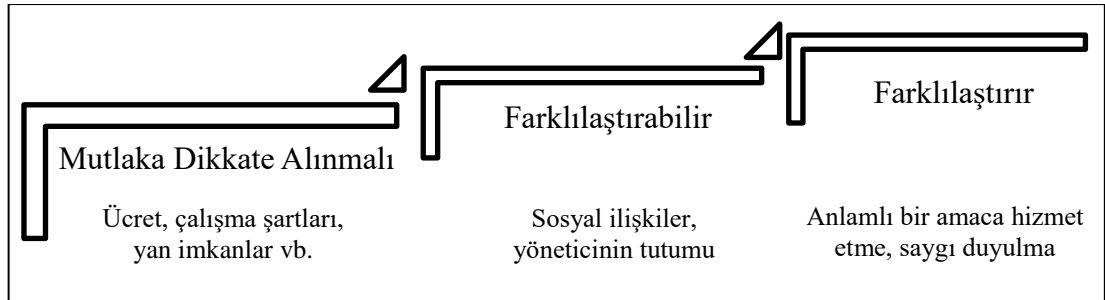 Mutlaka Dikkate Alınmalı
Ücret, çalışma şartları,
yan imkanlar vb.
Farklılaştırabilir
Sosyal ilişkiler,
yöneticinin tutumu
Farklılaştırır
Anlamlı bir amaca hizmet
etme, saygı duyulma